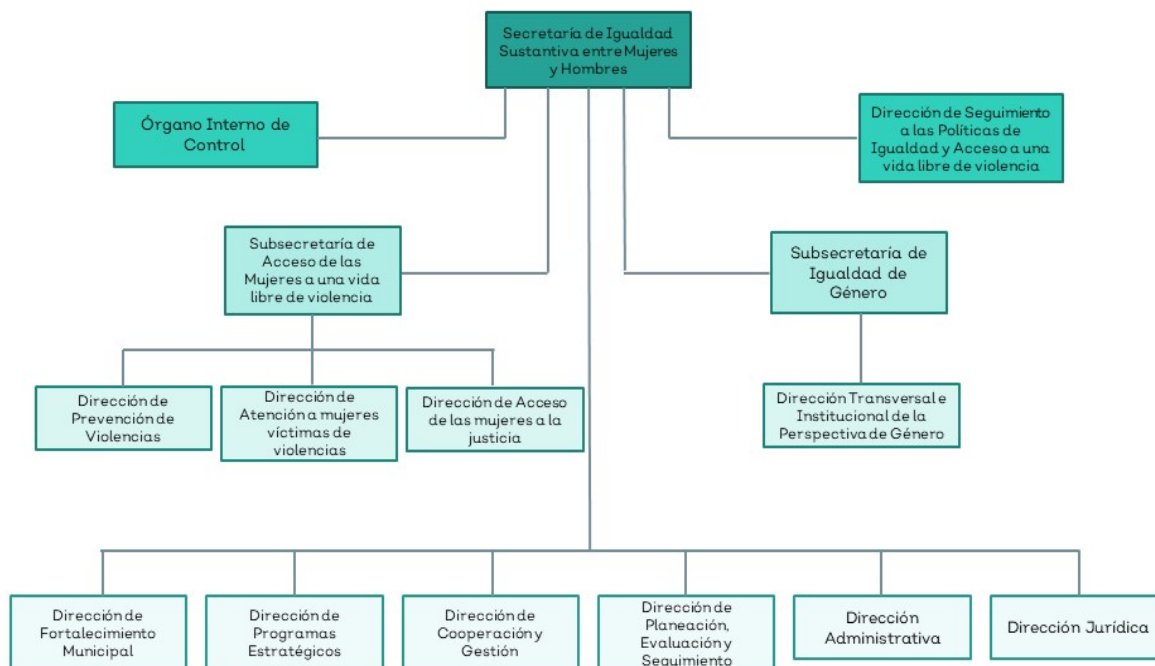 Secretaría de Igualdad
Sustantiva entre Mujeres
y Hombres
Órgano Interno de
Control
Dirección de Seguimiento
a las Políticas de
Igualdad y Acceso a una
vida libre de violencia
Subsecretaría de
Acceso de las
Mujeres a una vida
libre de violencia
Subsecretaría de
Igualdad de
Género
Dirección de
Prevención de
Violencias
Dirección de
Atención a mujeres
víctimas de
violencias
Dirección de Acceso
de las mujeres a la
justicia
Dirección Transversal e
Institucional de la
Perspectiva de Género
Dirección de
Fortalecimiento
Municipal
Dirección de
Programas
Estratégicos
Dirección de
Cooperación y
Gestión
Dirección de
Planeación,
Evaluación y
Seguimiento
Dirección
Administrativa
Dirección Jurídica